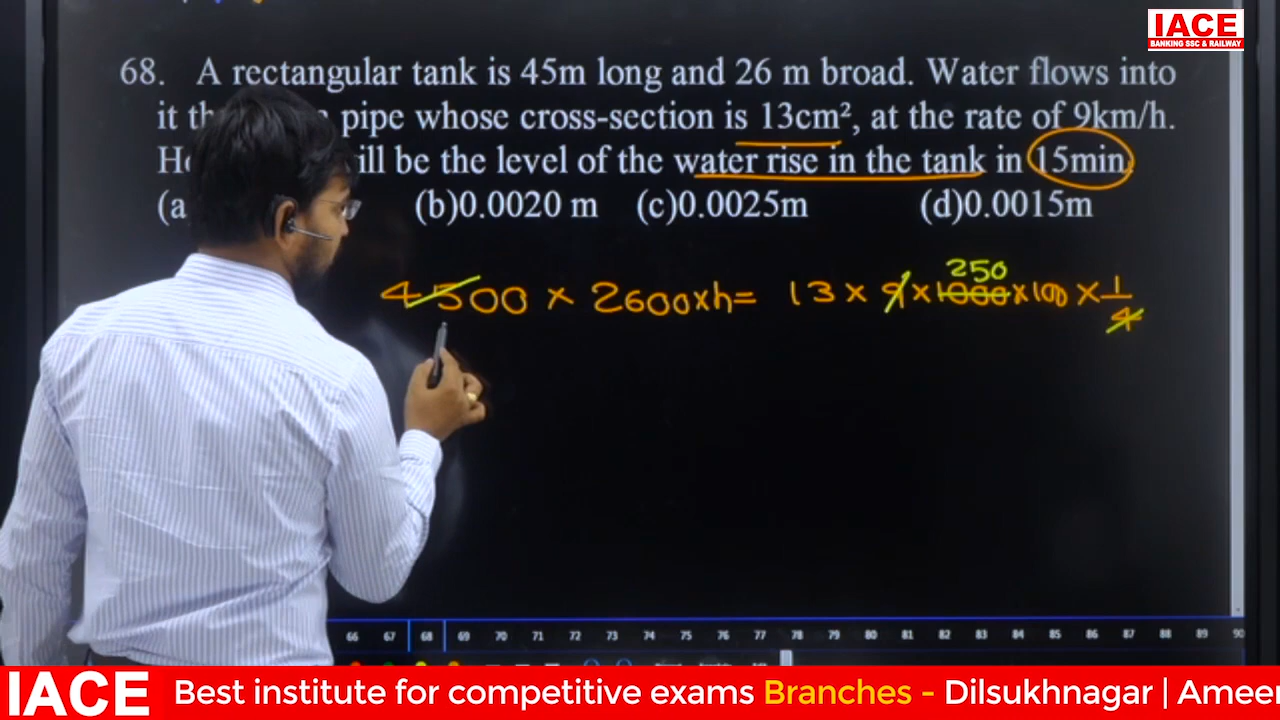 IACE
BANKING SSC & RAILWAY
68. A rectangular tank is 45m long and 26 m broad. Water flows into
it pipe whose cross-section is 13cm², at the rate of 9km/h.
be the level of the water rise in the tank in 15min.
(a (b)0.0020 m (c)0.0025m (d)0.0015m
250
4500 × 2600×h= 13 × 9×1000×100 × 1/4
66 67 68 69 70 71 72 73 74 75 76 77 78 79 80 81 82 83 84 85 86 87 88 89 90
IACE Best institute for competitive exams Branches - Dilsukhnagar |